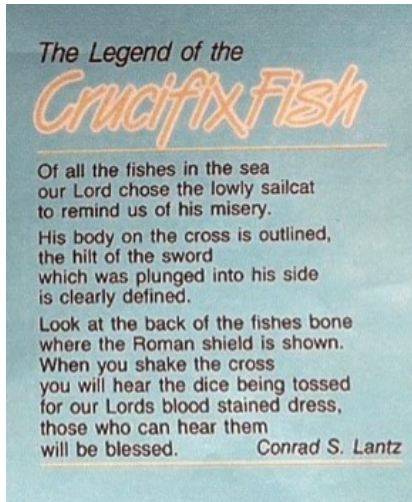 The Legend of the
Crucifix Fish
Of all the fishes in the sea
our Lord chose the lowly sailcat
to remind us of his misery.
His body on the cross is outlined,
the hilt of the sword
which was plunged into his side
is clearly defined.
Look at the back of the fishes bone
where the Roman shield is shown.
When you shake the cross
you will hear the dice being tossed
for our Lords blood stained dress,
those who can hear them
will be blessed. Conrad S. Lantz